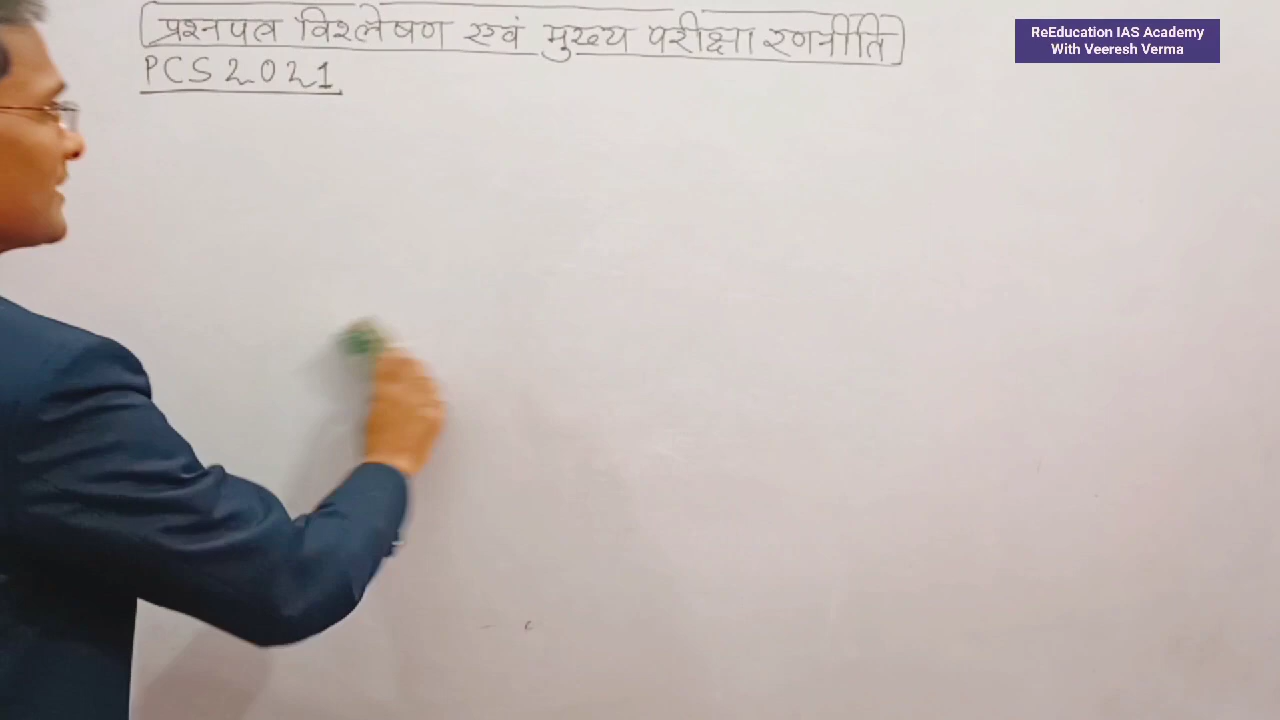 प्रश्नपत्र विश्लेषण एवं मुख्य परीक्षा रणनीति
PCS 2021
ReEducation IAS Academy
With Veeresh Verma